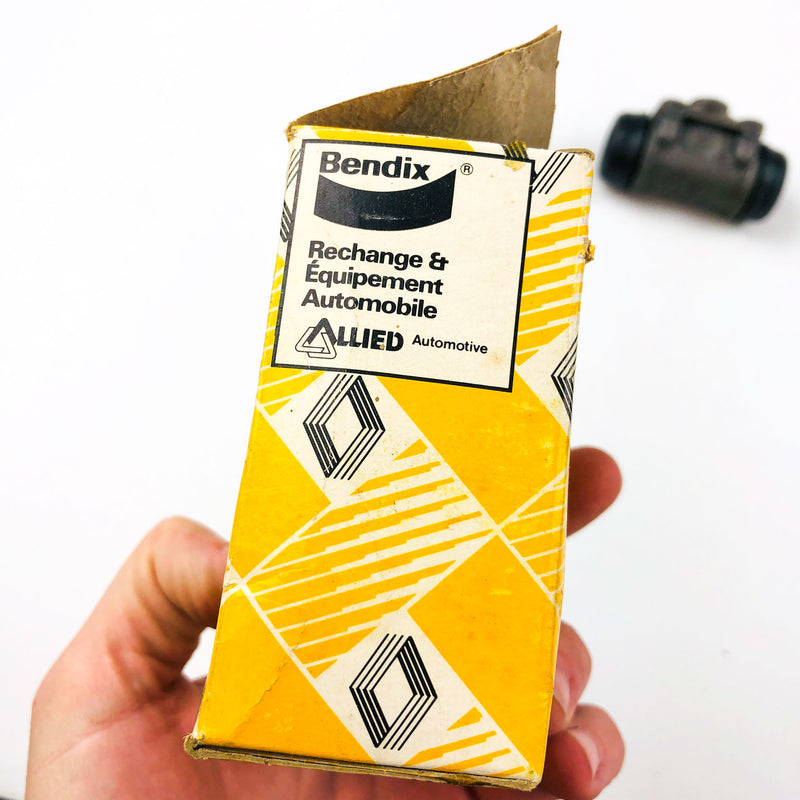 Bendix ®
Rechange &
Équipement
Automobile
ALLIED Automotive